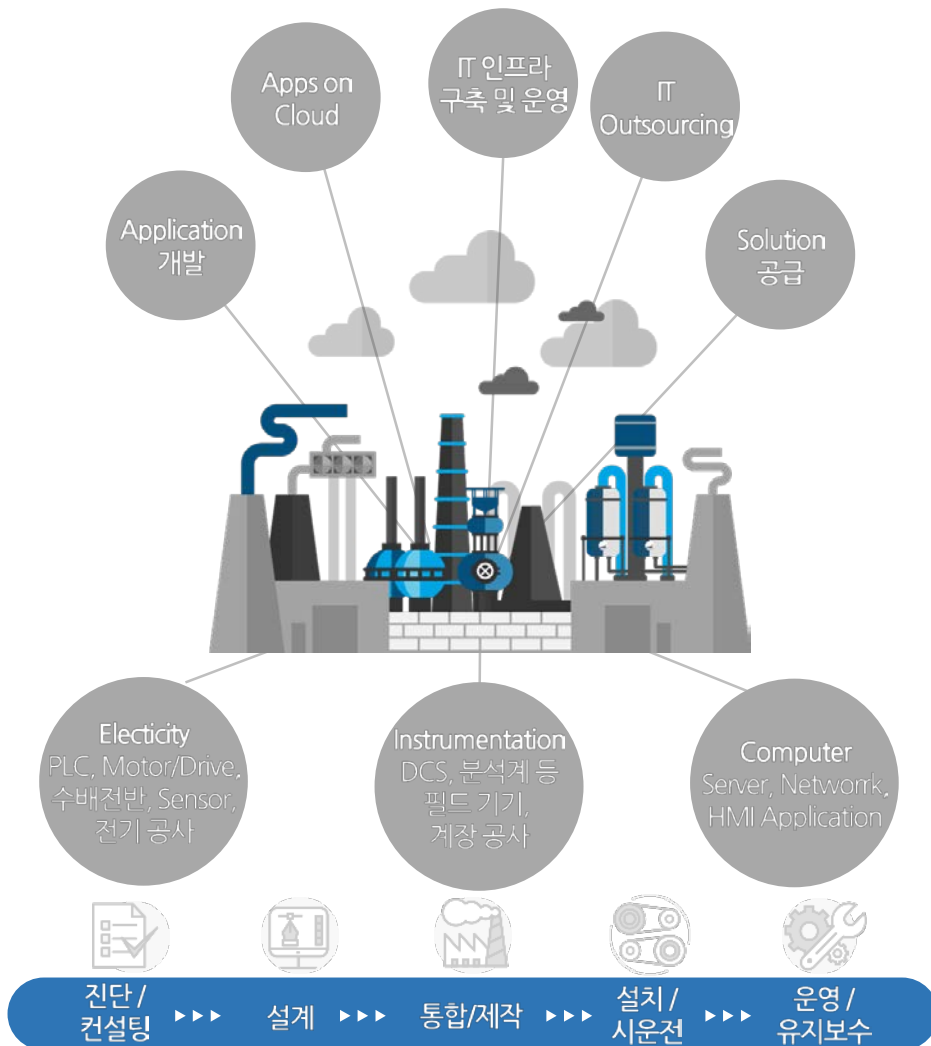 Apps on
Cloud
IT 인프라
구축 및 운영
IT
Outsourcing
Application
개발
Solution
공급
Electicity
PLC, Motor/Drive,
수배전반, Sensor,
전기 공사
Instrumentation
DCS, 분석계 등
필드 기기,
계장 공사
Computer
Server, Networrk,
HMI Application
진단 /
컨설팅
설계
통합/제작
설치 /
시운전
운영 /
유지보수